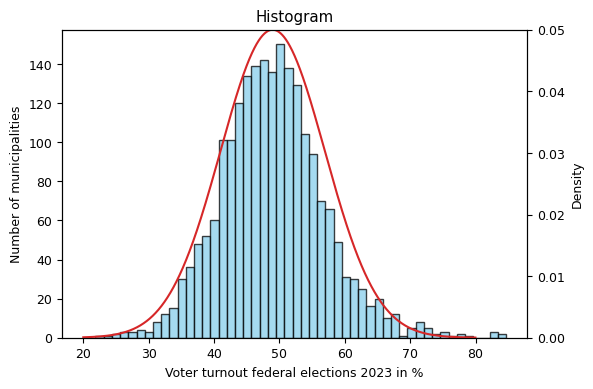 Histogram
Number of municipalities
140
120
100
80
60
40
20
0
0.05
0.04
0.03
0.02
0.01
0.00
Density
20 30 40 50 60 70 80
Voter turnout federal elections 2023 in %